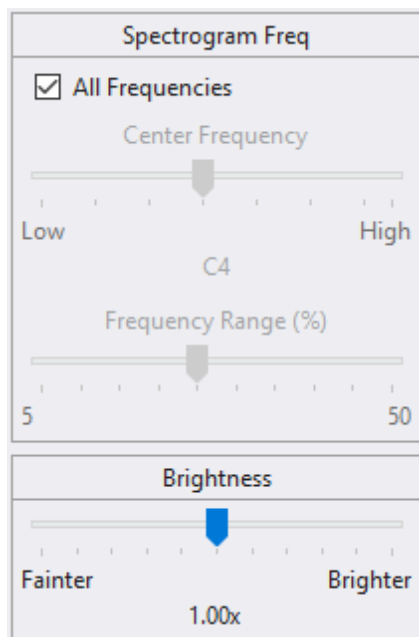 Spectrogram Freq
All Frequencies
Center Frequency
Low High
C4
Frequency Range (%)
5 50
Brightness
Fainter Brighter
1.00x